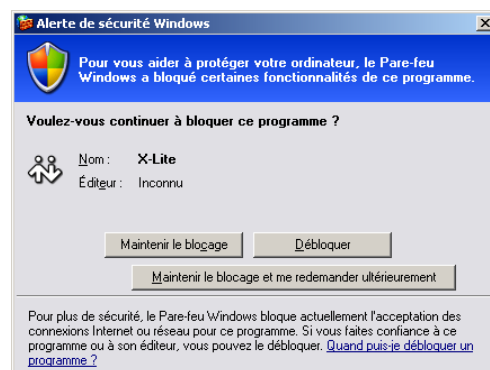 Alerte de sécurité Windows
Pour vous aider à protéger votre ordinateur, le Pare-feu
Windows a bloqué certaines fonctionnalités de ce programme.
Voulez-vous continuer à bloquer ce programme ?
Nom : X-Lite
Éditeur : Inconnu
Maintenir le blocage Débloquer
Maintenir le blocage et me redemander ultérieurement
Pour plus de sécurité, le Pare-feu Windows bloque actuellement l'acceptation des
connexions Internet ou réseau pour ce programme. Si vous faites confiance à ce
programme ou à son éditeur, vous pouvez le débloquer. Quand puis-je débloquer un
programme ?